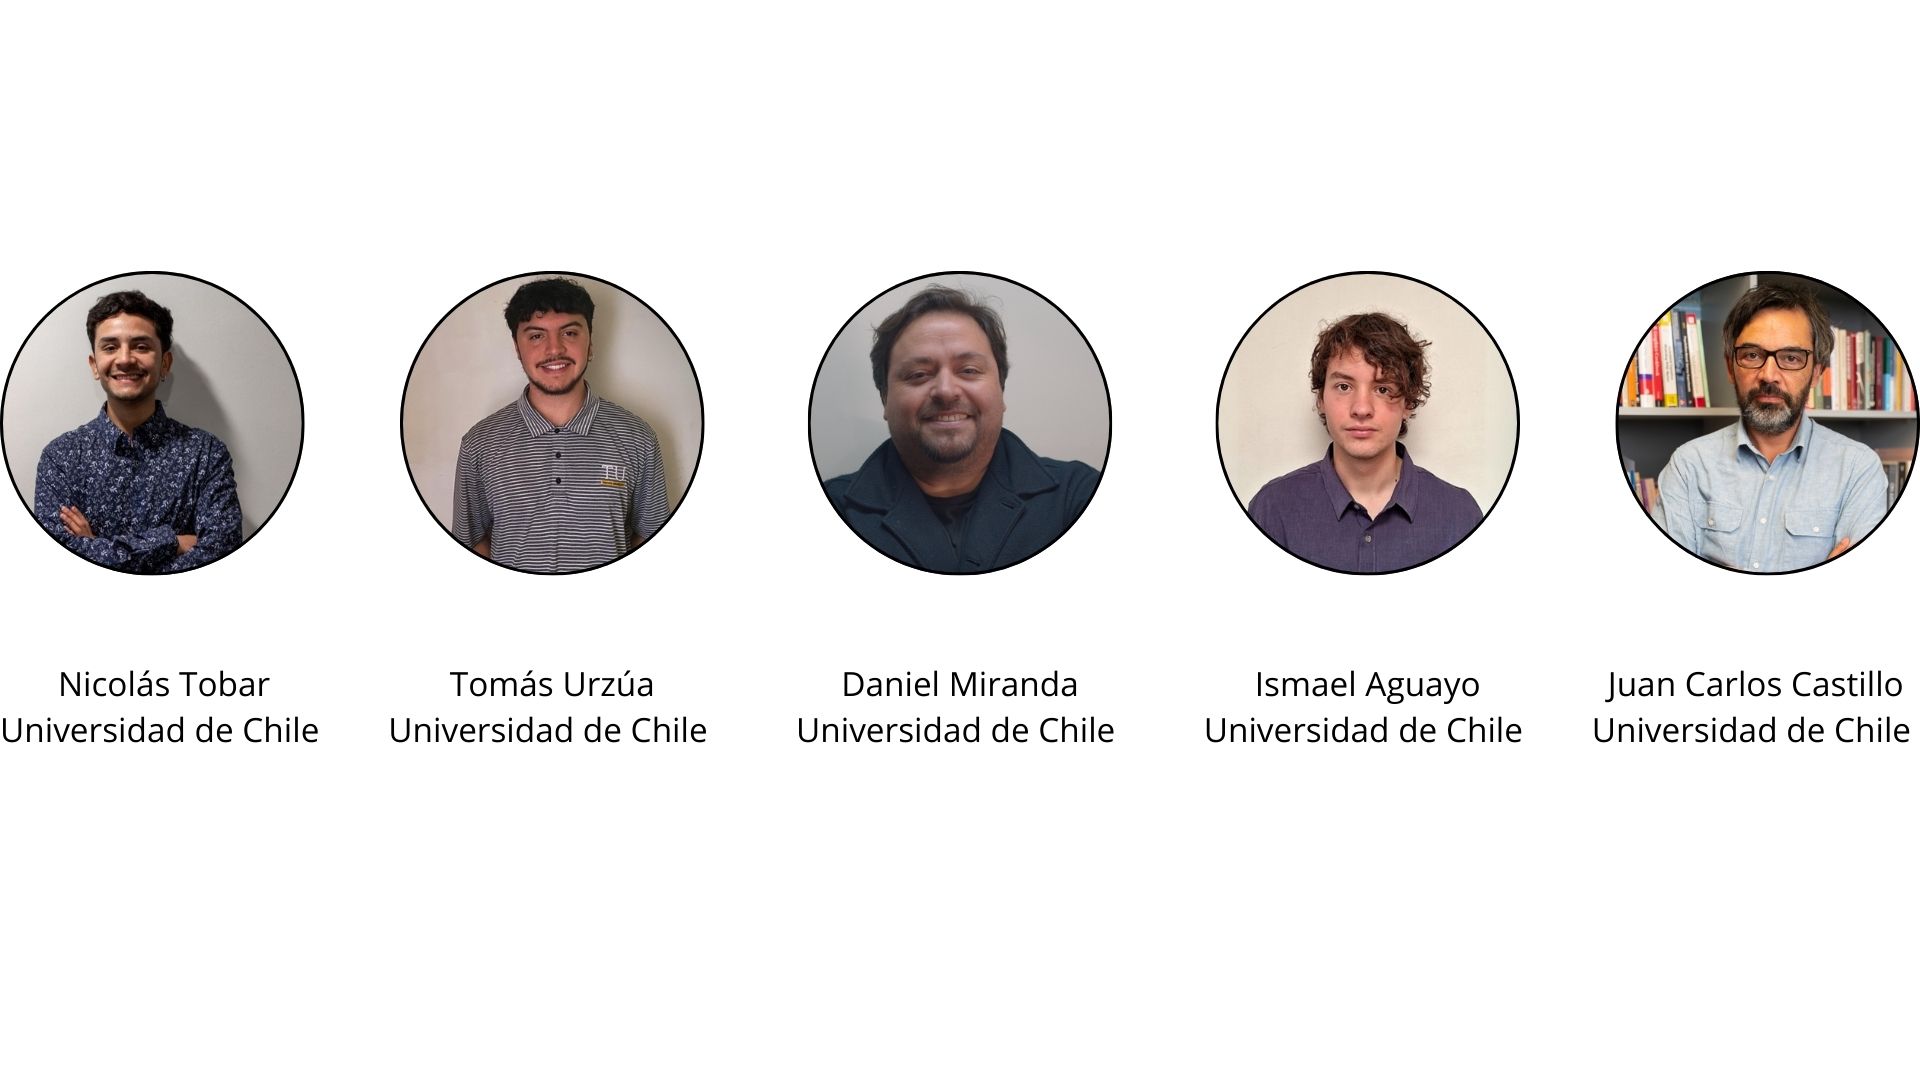 TU
Nicolás Tobar
Universidad de Chile
Tomás Urzúa
Universidad de Chile
Daniel Miranda
Universidad de Chile
Ismael Aguayo
Universidad de Chile
Juan Carlos Castillo
Universidad de Chile